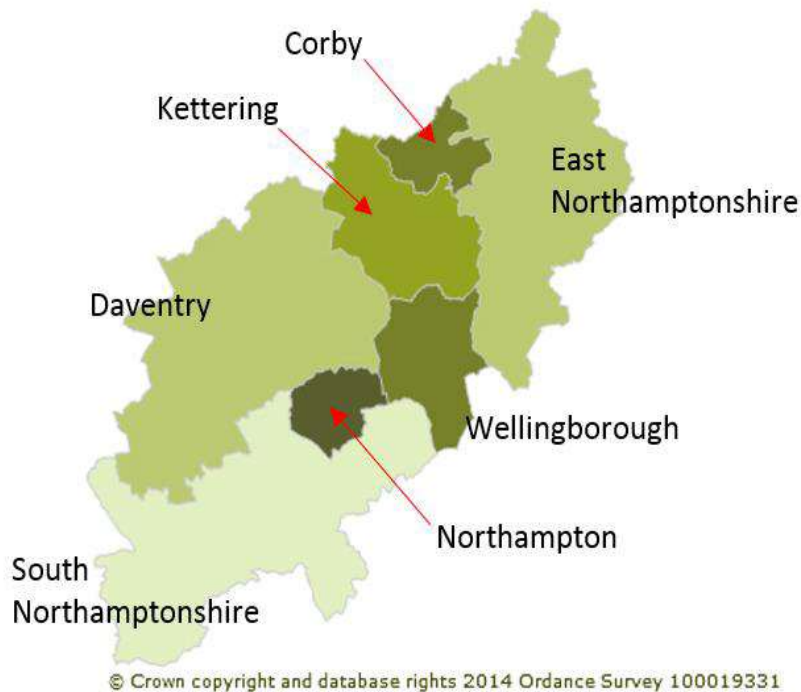 Corby
Kettering
East
Northamptonshire
Daventry
Wellingborough
Northampton
South
Northamptonshire
© Crown copyright and database rights 2014 Ordance Survey 100019331